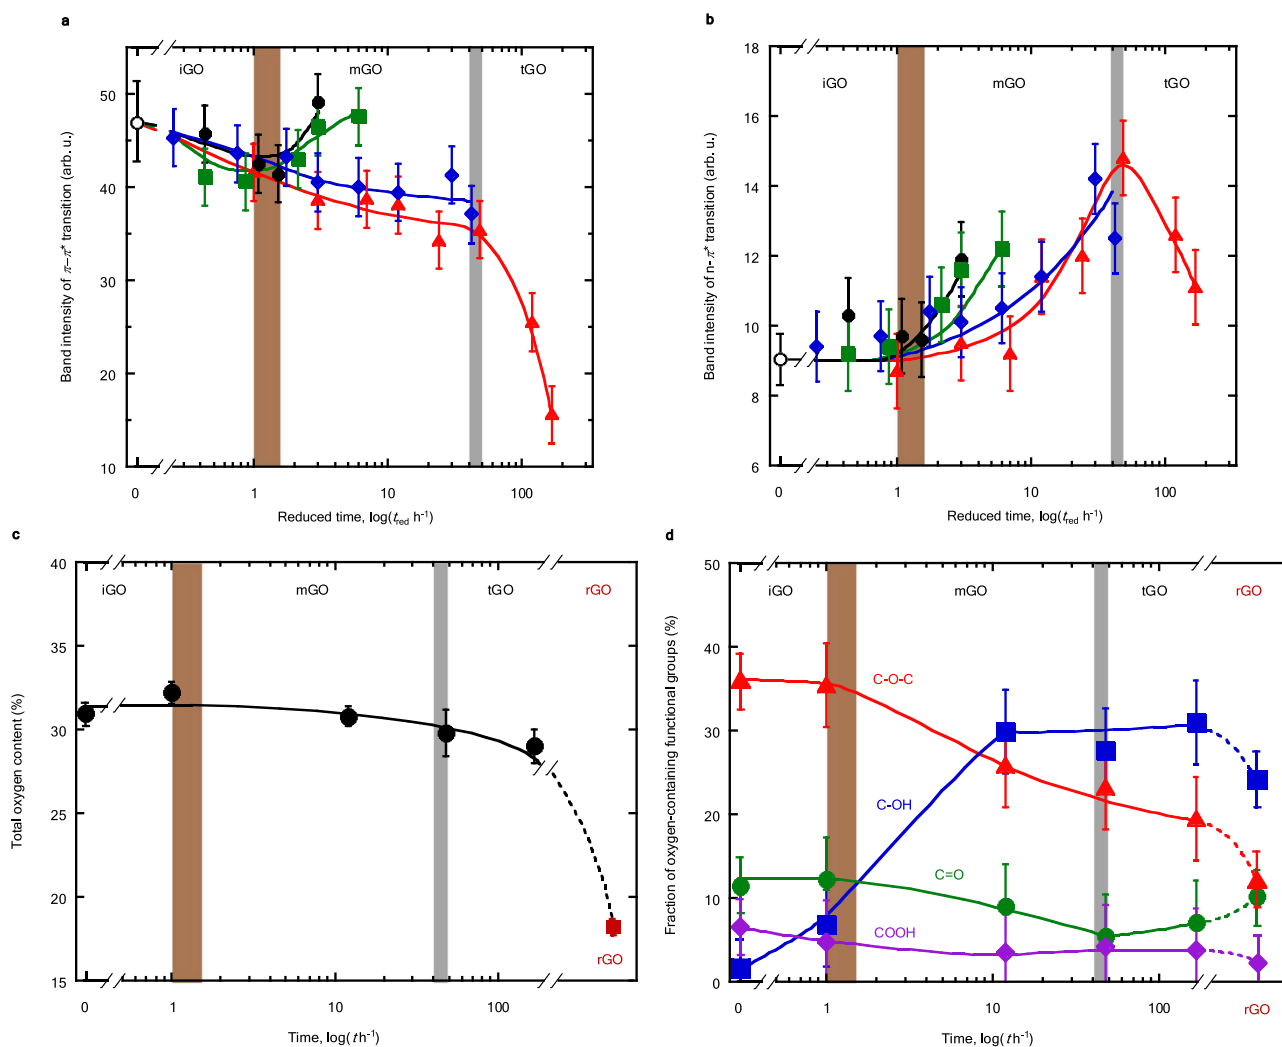 a
55
50
40
30
20
10
iGO
mGO
tGO
Band intensity of π–π* transition (arb. u.)
0
1
10
100
Reduced time, log(t_red h⁻¹)
b
18
16
14
12
10
8
6
iGO
mGO
tGO
Band intensity of n-π* transition (arb. u.)
0
1
10
100
Reduced time, log(t_red h⁻¹)
c
40
35
30
25
20
15
iGO
mGO
tGO
rGO
rGO
Total oxygen content (%)
0
1
10
100
Time, log(t h⁻¹)
d
50
40
30
20
10
0
iGO
mGO
tGO
rGO
C-O-C
C-OH
C=O
COOH
Fraction of oxygen-containing functional groups (%)
0
1
10
100
rGO
Time, log(t h⁻¹)